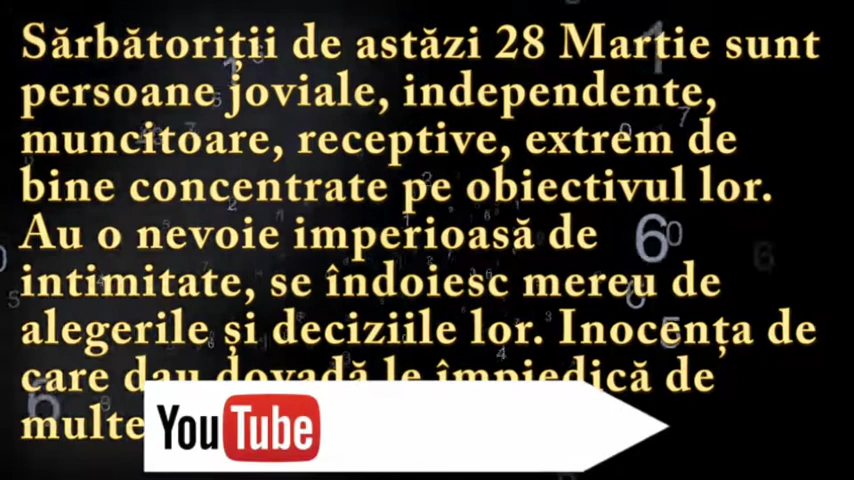 Sărbătoriții de astăzi 28 Martie sunt
persoane joviale, independente,
muncitoare, receptive, extrem de
bine concentrate pe obiectivul lor.
Au o nevoie imperioasă de
intimitate, se îndoiesc mereu de
alegerile și deciziile lor. Inocența de
care dau dovadă le împiedică de
multe
YouTube